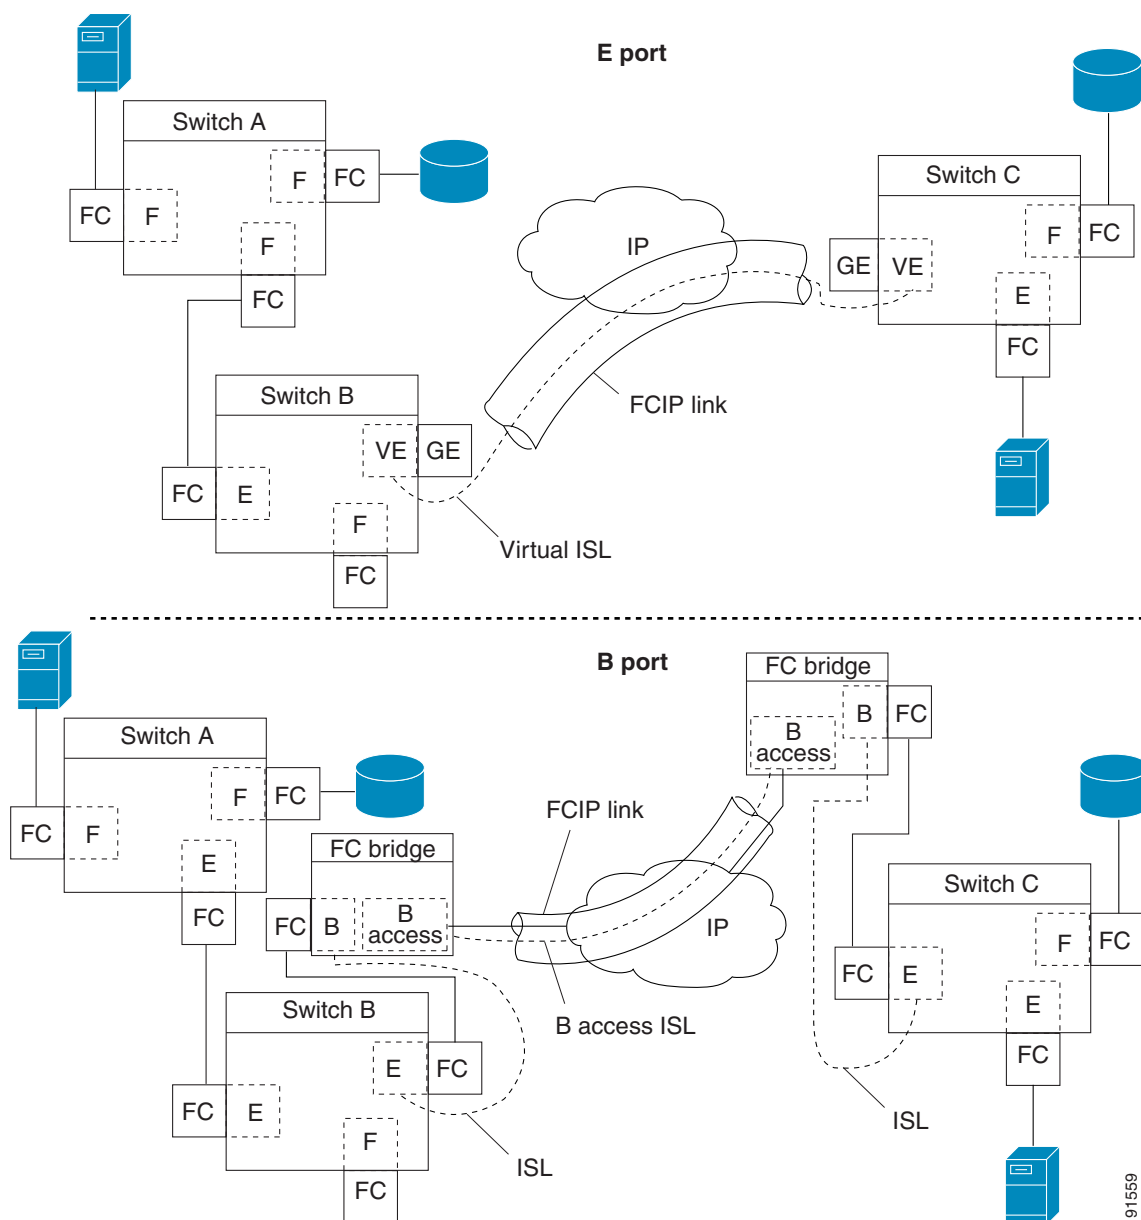 E port
Switch A
F
FC
FC
F
F
FC
Switch C
IP
F
FC
GE
VE
E
FC
FCIP link
Switch B
VE
GE
FC
E
F
FC
Virtual ISL
B port
FC bridge
B
FC
B
access
Switch A
F
FC
FC
F
E
FC
FCIP link
FC bridge
FC
B
B
access
IP
Switch C
F
FC
FC
E
E
FC
B access ISL
Switch B
E
FC
FC
E
F
FC
ISL
ISL
91559